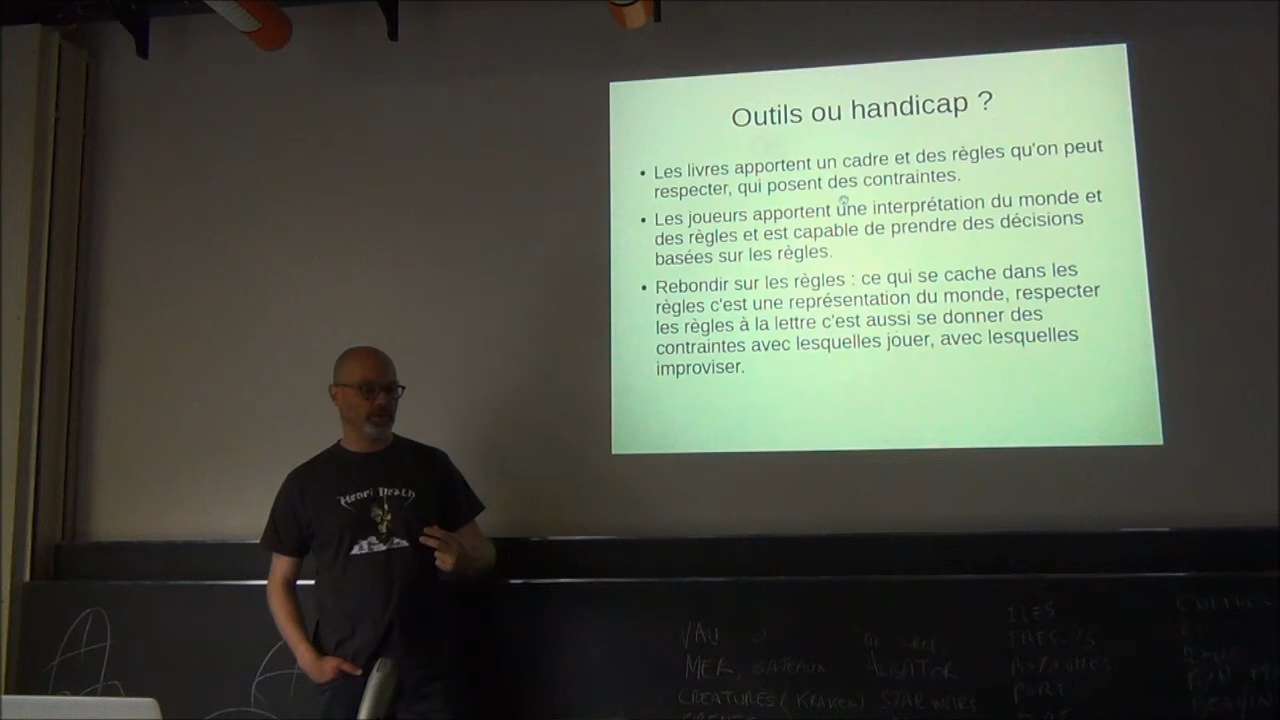 Outils ou handicap ?
• Les livres apportent un cadre et des règles qu'on peut
respecter, qui posent des contraintes.
• Les joueurs apportent une interprétation du monde et
des règles et est capable de prendre des décisions
basées sur les règles.
• Rebondir sur les règles : ce qui se cache dans les
règles c'est une représentation du monde, respecter
les règles à la lettre c'est aussi se donner des
contraintes avec lesquelles jouer, avec lesquelles
improviser.
Henri Death
ILES
MER, BATEAUX
CREATURES (KRAKEN) STAR WARS
PORT